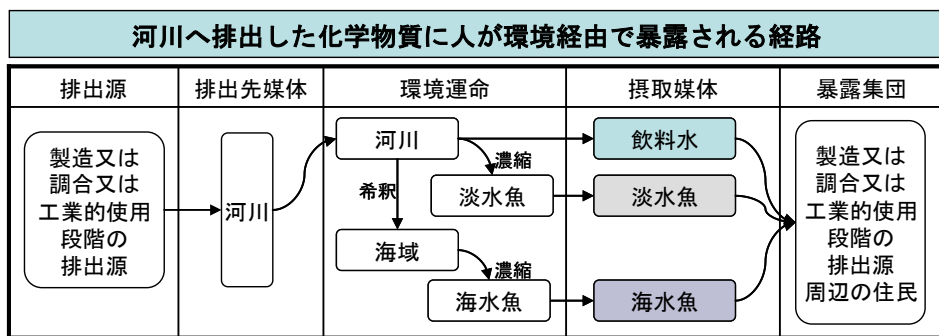 河川へ排出した化学物質に人が環境経由で暴露される経路
排出源
排出先媒体
環境運命
摂取媒体
暴露集団
製造又は
調合又は
工業的使用
段階の
排出源
河川
河川
濃縮
淡水魚
希釈
海域
濃縮
海水魚
飲料水
淡水魚
海水魚
製造又は
調合又は
工業的使用
段階の
排出源
周辺の住民